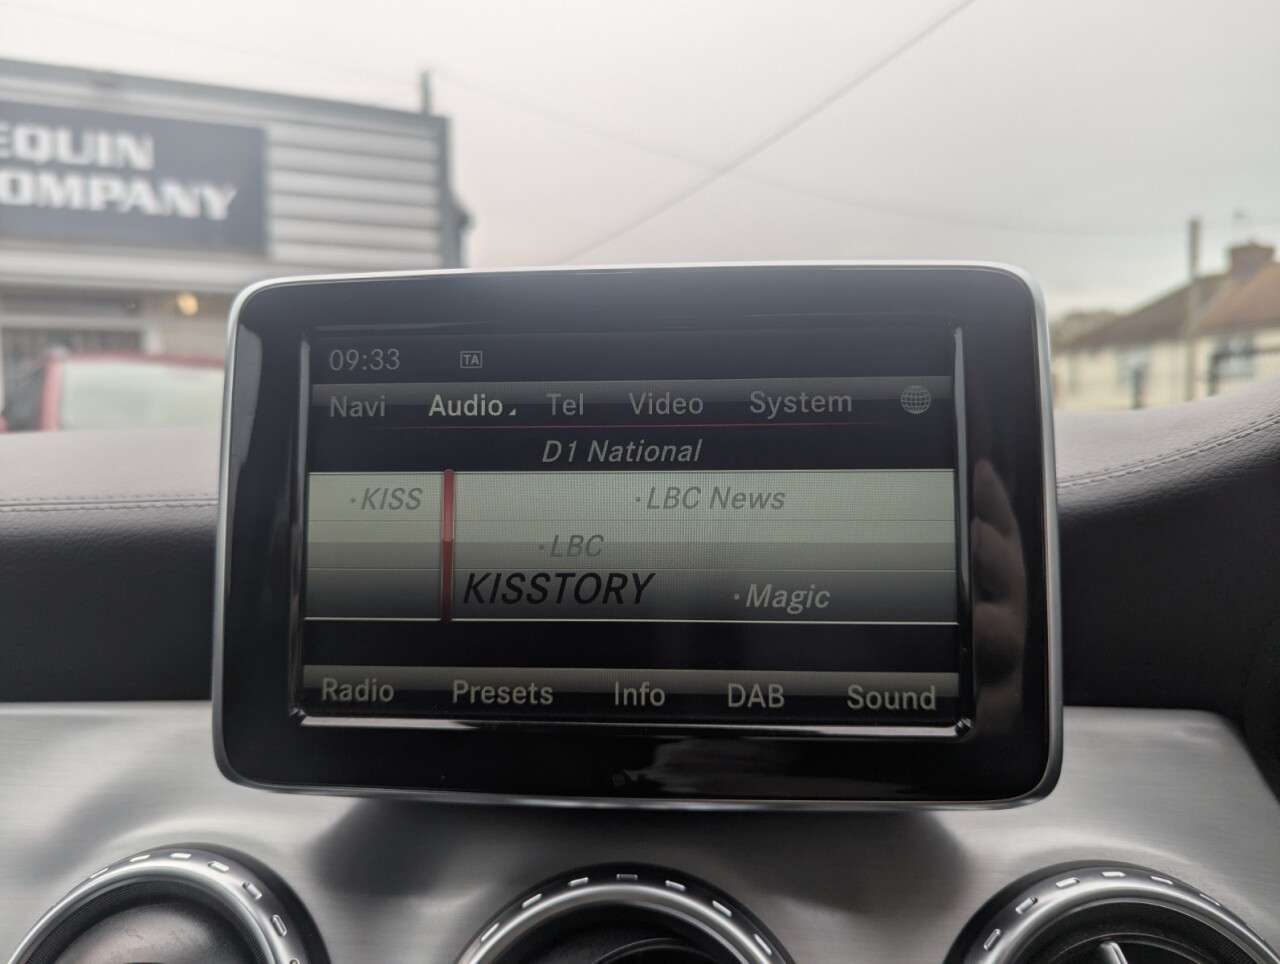 EQUIN
OMPANY
09:33 TA
Navi Audio Tel Video System
D1 National
·KISS ·LBC News
·LBC
KISSTORY ·Magic
Radio Presets Info DAB Sound